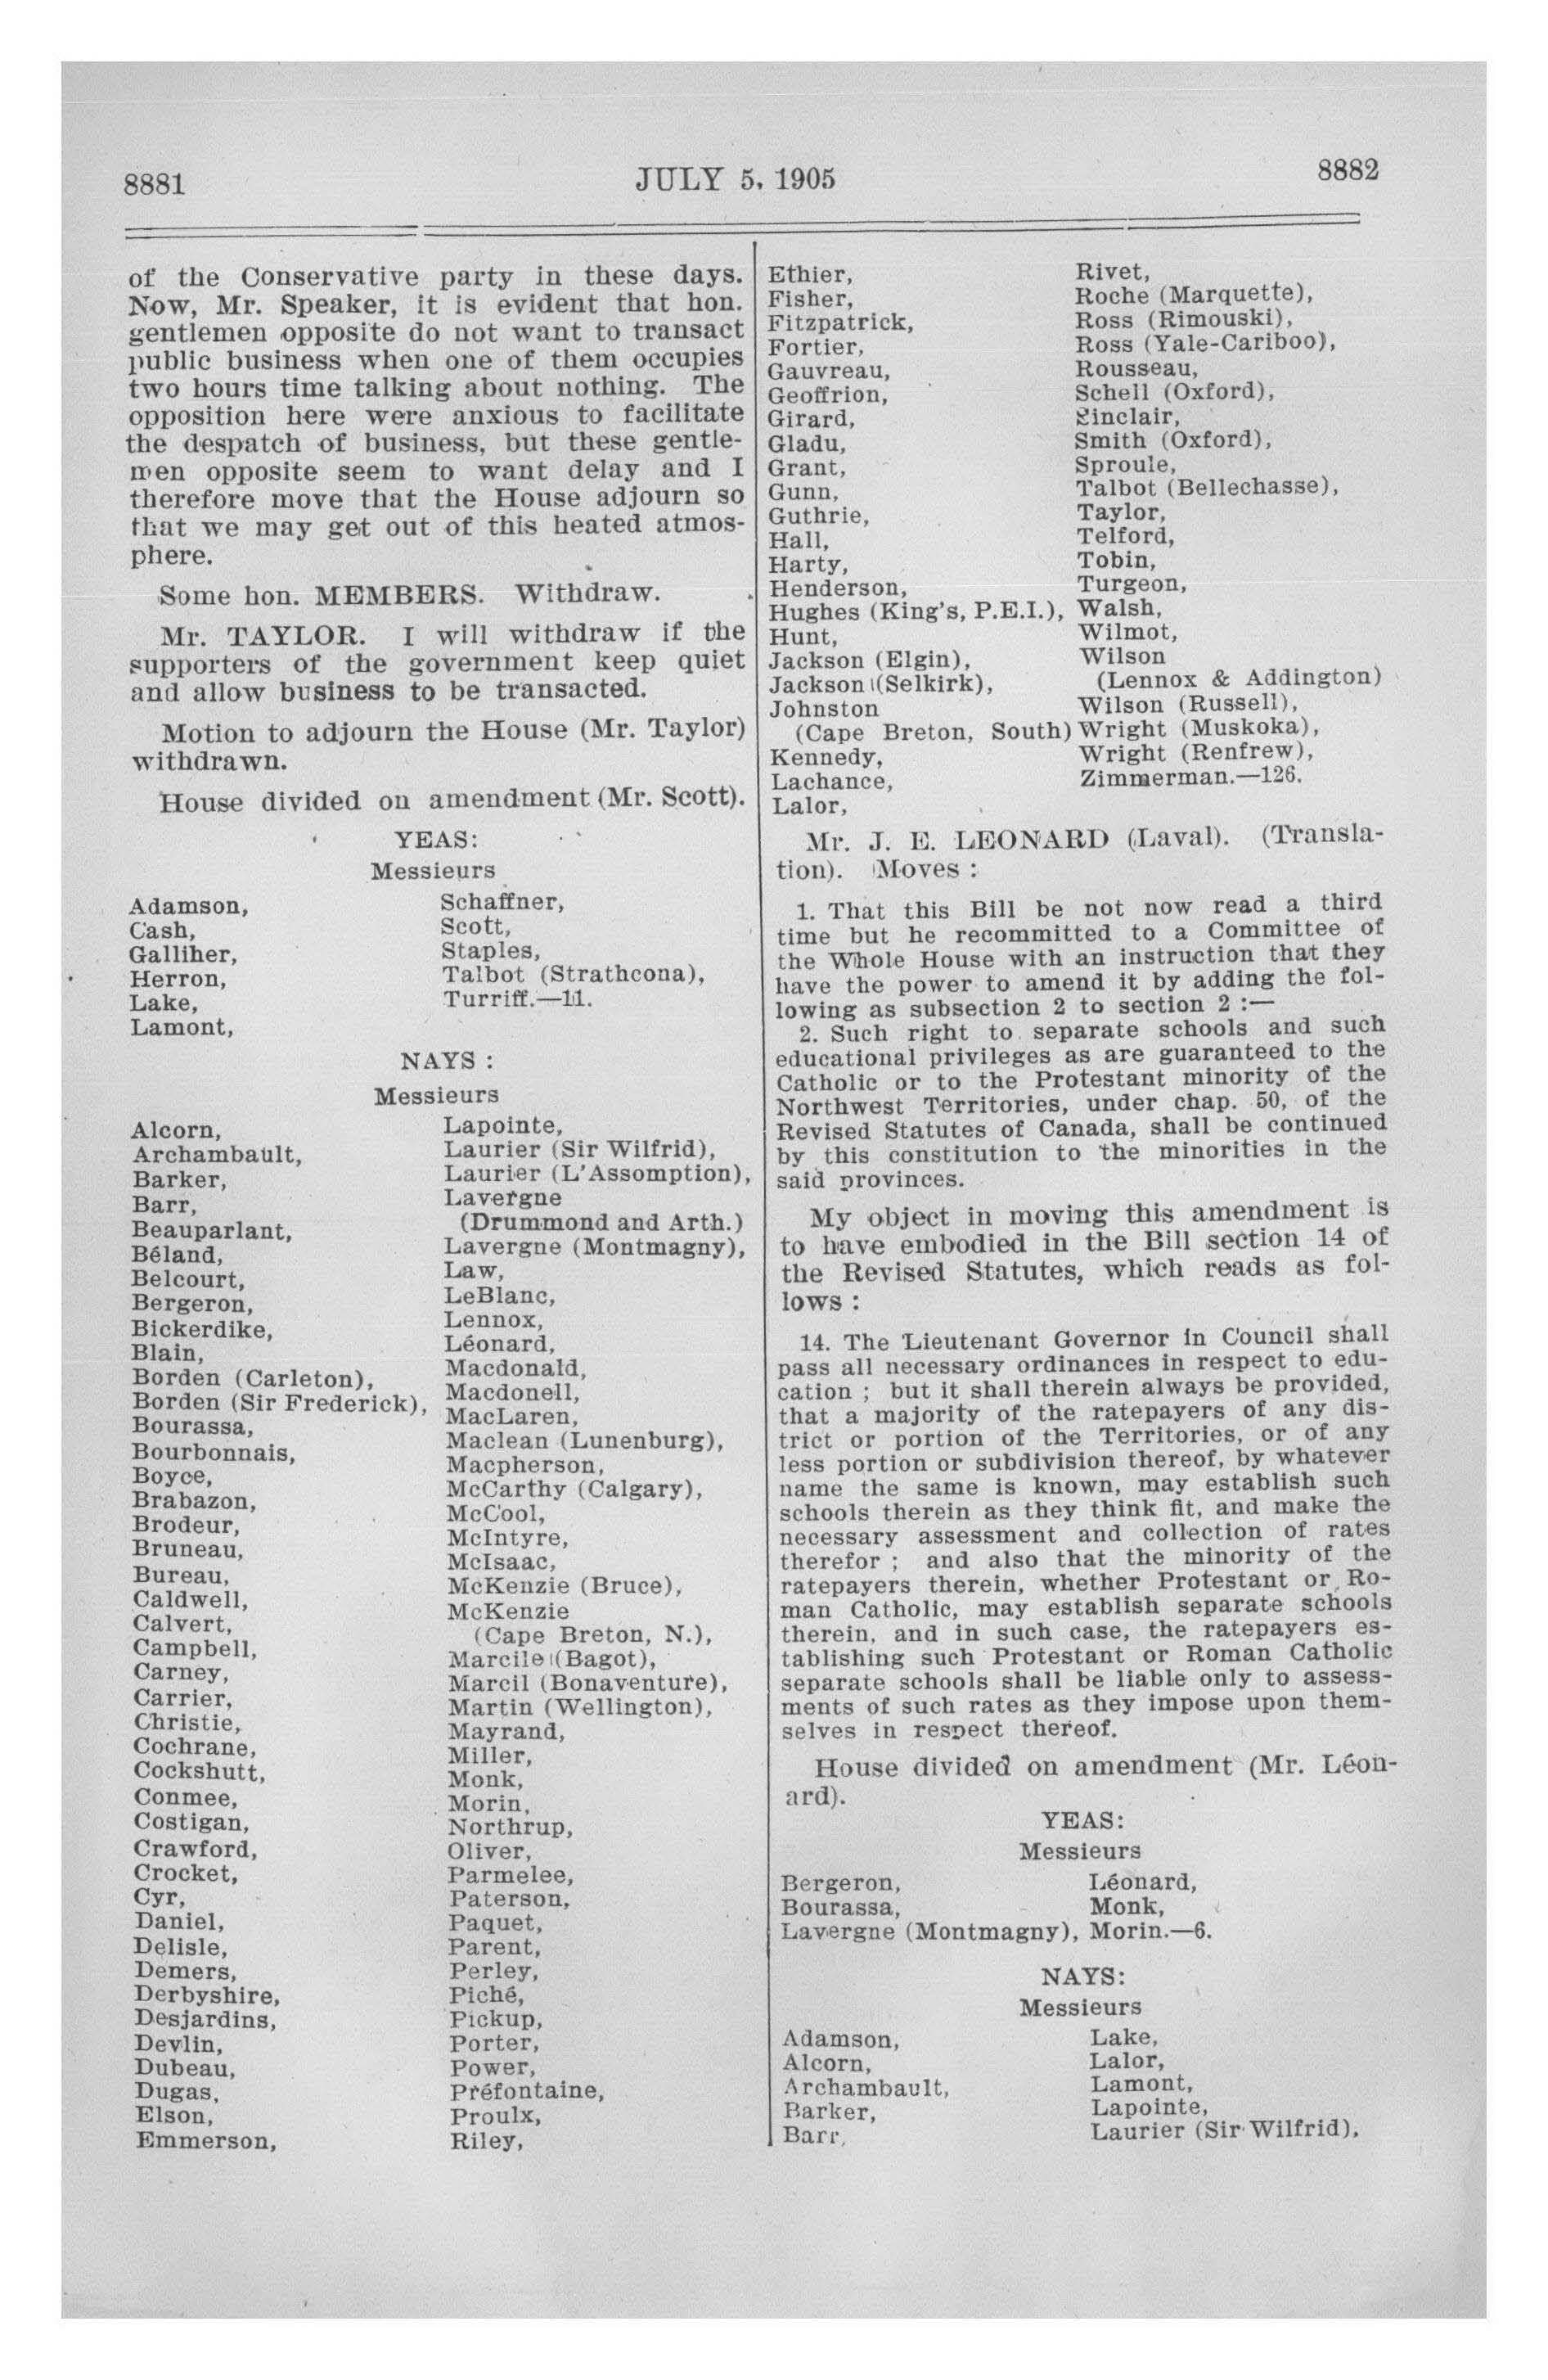 8881
JULY 5, 1905
8882
of the Conservative party in these days.
Now, Mr. Speaker, it is evident that hon.
gentlemen opposite do not want to transact
public business when one of them occupies
two hours time talking about nothing. The
opposition here were anxious to facilitate
the despatch of business, but these gentle-
men opposite seem to want delay and I
therefore move that the House adjourn so
that we may get out of this heated atmos-
phere.
Some hon. MEMBERS. Withdraw.
Mr. TAYLOR. I will withdraw if the
supporters of the government keep quiet
and allow business to be transacted.
Motion to adjourn the House (Mr. Taylor)
withdrawn.
House divided on amendment (Mr. Scott).
YEAS:
Messieurs
Adamson,
Cash,
Galliher,
Herron,
Lake,
Lamont,
Schaffner,
Scott,
Staples,
Talbot (Strathcona),
Turriff.—11.
NAYS :
Messieurs
Alcorn,
Archambault,
Barker,
Barr,
Beauparlant,
Béland,
Belcourt,
Bergeron,
Bickerdike,
Blain,
Borden (Carleton),
Borden (Sir Frederick),
Bourassa,
Bourbonnais,
Boyce,
Brabazon,
Brodeur,
Bruneau,
Bureau,
Caldwell,
Calvert,
Campbell,
Carney,
Carrier,
Christie,
Cochrane,
Cockshutt,
Conmee,
Costigan,
Crawford,
Crocket,
Cyr,
Daniel,
Delisle,
Demers,
Derbyshire,
Desjardins,
Devlin,
Dubeau,
Dugas,
Elson,
Emmerson,
Lapointe,
Laurier (Sir Wilfrid),
Laurier (L'Assomption),
Lavergne
(Drummond and Arth.)
Lavergne (Montmagny),
Law,
LeBlanc,
Lennox,
Léonard,
Macdonald,
Macdonell,
MacLaren,
Maclean (Lunenburg),
Macpherson,
McCarthy (Calgary),
McCool,
McIntyre,
McIsaac,
McKenzie (Bruce),
McKenzie
(Cape Breton, N.),
Marcile (Bagot),
Marcil (Bonaventure),
Martin (Wellington),
Mayrand,
Miller,
Monk,
Morin,
Northrup,
Oliver,
Parmelee,
Paterson,
Paquet,
Parent,
Perley,
Piché,
Pickup,
Porter,
Power,
Préfontaine,
Proulx,
Riley,
Ethier,
Fisher,
Fitzpatrick,
Fortier,
Gauvreau,
Geoffrion,
Girard,
Gladu,
Grant,
Gunn,
Guthrie,
Hall,
Harty,
Henderson,
Hughes (King's, P.E.I.),
Hunt,
Jackson (Elgin),
Jackson (Selkirk),
Johnston
(Cape Breton, South)
Kennedy,
Lachance,
Lalor,
Rivet,
Roche (Marquette),
Ross (Rimouski),
Ross (Yale-Cariboo),
Rousseau,
Schell (Oxford),
Sinclair,
Smith (Oxford),
Sproule,
Talbot (Bellechasse),
Taylor,
Telford,
Tobin,
Turgeon,
Walsh,
Wilmot,
Wilson
(Lennox & Addington)
Wilson (Russell),
Wright (Muskoka),
Wright (Renfrew),
Zimmerman.—126.
Mr. J. E. LEONARD (Laval). (Transla-
tion). Moves :
1. That this Bill be not now read a third
time but he recommitted to a Committee of
the Whole House with an instruction that they
have the power to amend it by adding the fol-
lowing as subsection 2 to section 2 :—
2. Such right to separate schools and such
educational privileges as are guaranteed to the
Catholic or to the Protestant minority of the
Northwest Territories, under chap. 50, of the
Revised Statutes of Canada, shall be continued
by this constitution to the minorities in the
said provinces.
My object in moving this amendment is
to have embodied in the Bill section 14 of
the Revised Statutes, which reads as fol-
lows :
14. The Lieutenant Governor in Council shall
pass all necessary ordinances in respect to edu-
cation ; but it shall therein always be provided,
that a majority of the ratepayers of any dis-
trict or portion of the Territories, or of any
less portion or subdivision thereof, by whatever
name the same is known, may establish such
schools therein as they think fit, and make the
necessary assessment and collection of rates
therefor ; and also that the minority of the
ratepayers therein, whether Protestant or Ro-
man Catholic, may establish separate schools
therein, and in such case, the ratepayers es-
tablishing such Protestant or Roman Catholic
separate schools shall be liable only to assess-
ments of such rates as they impose upon them-
selves in respect thereof.
House divided on amendment (Mr. Léon-
ard).
YEAS:
Messieurs
Bergeron,
Bourassa,
Lavergne (Montmagny),
Léonard,
Monk,
Morin.—6.
NAYS:
Messieurs
Adamson,
Alcorn,
Archambault,
Barker,
Barr,
Lake,
Lalor,
Lamont,
Lapointe,
Laurier (Sir Wilfrid),